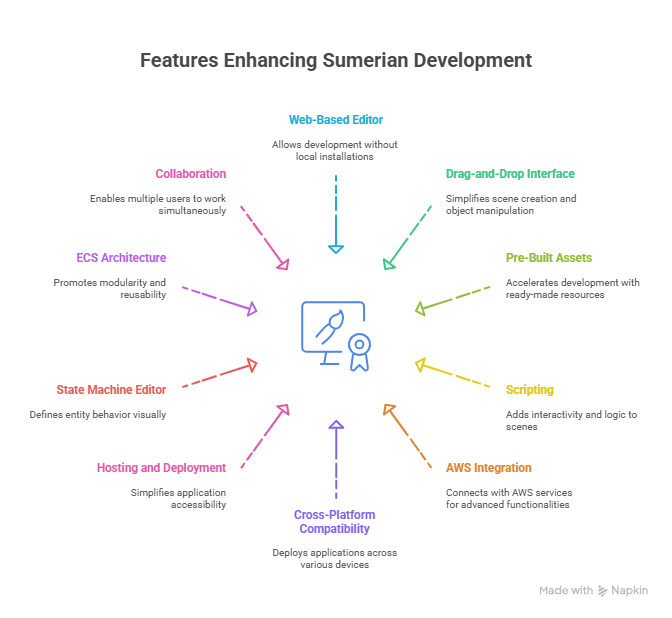 Features Enhancing Sumerian Development
Web-Based Editor
Allows development without
local installations
Collaboration
Enables multiple users to work
simultaneously
Drag-and-Drop Interface
Simplifies scene creation and
object manipulation
ECS Architecture
Promotes modularity and
reusability
Pre-Built Assets
Accelerates development with
ready-made resources
State Machine Editor
Defines entity behavior visually
Scripting
Adds interactivity and logic to
scenes
Hosting and Deployment
Simplifies application
accessibility
AWS Integration
Connects with AWS services
for advanced functionalities
Cross-Platform
Compatibility
Deploys applications across
various devices
Made with Napkin